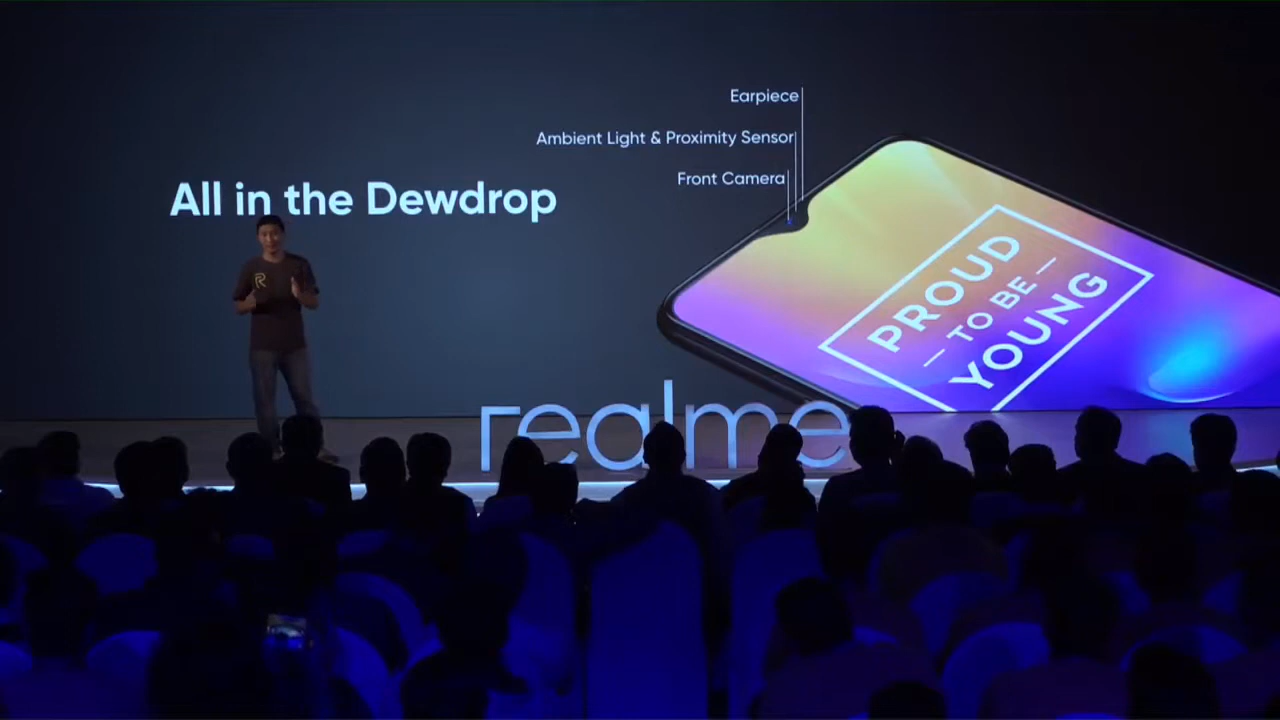 Earpiece
Ambient Light & Proximity Sensor
Front Camera
All in the Dewdrop
R
PROUD
TO BE
YOUNG
realme